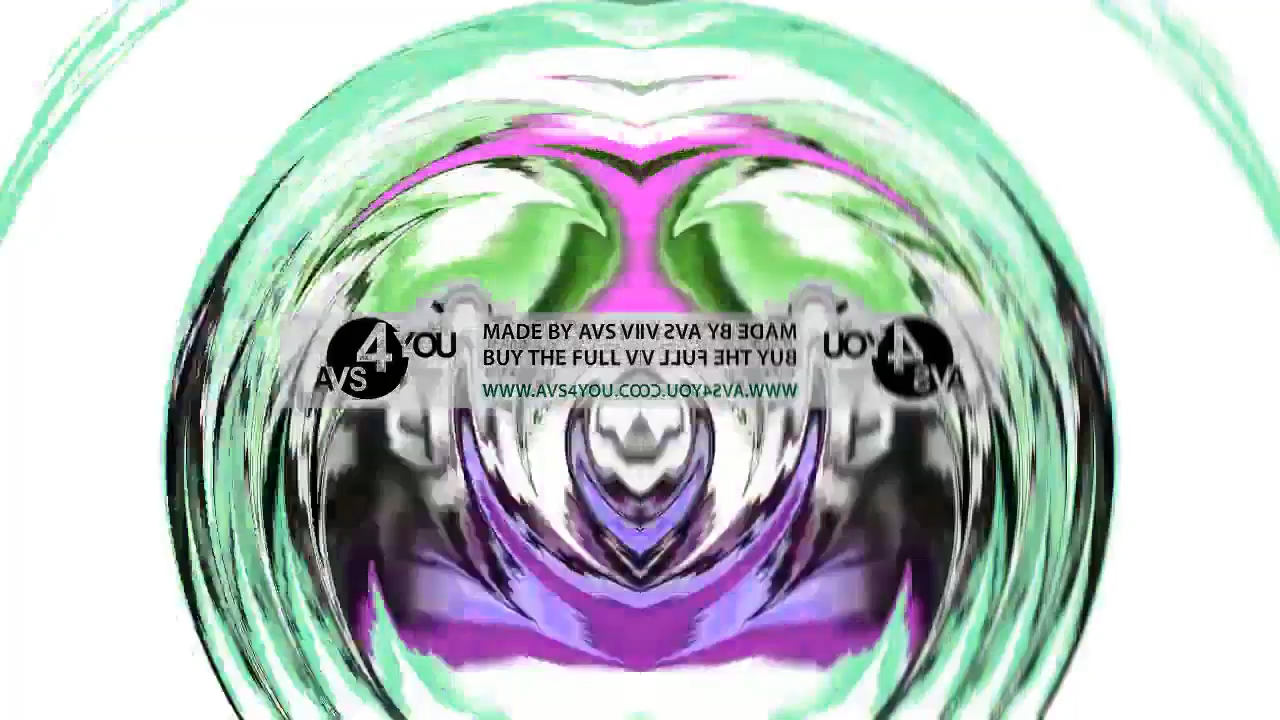 AVS4YOU
MADE BY AVS VIIV SVA YB EDAM
BUY THE FULL VV LLUF EHT YUB
WWW.AVS4YOU.COOC.UOY4SVA.WWW
UOY4SVA